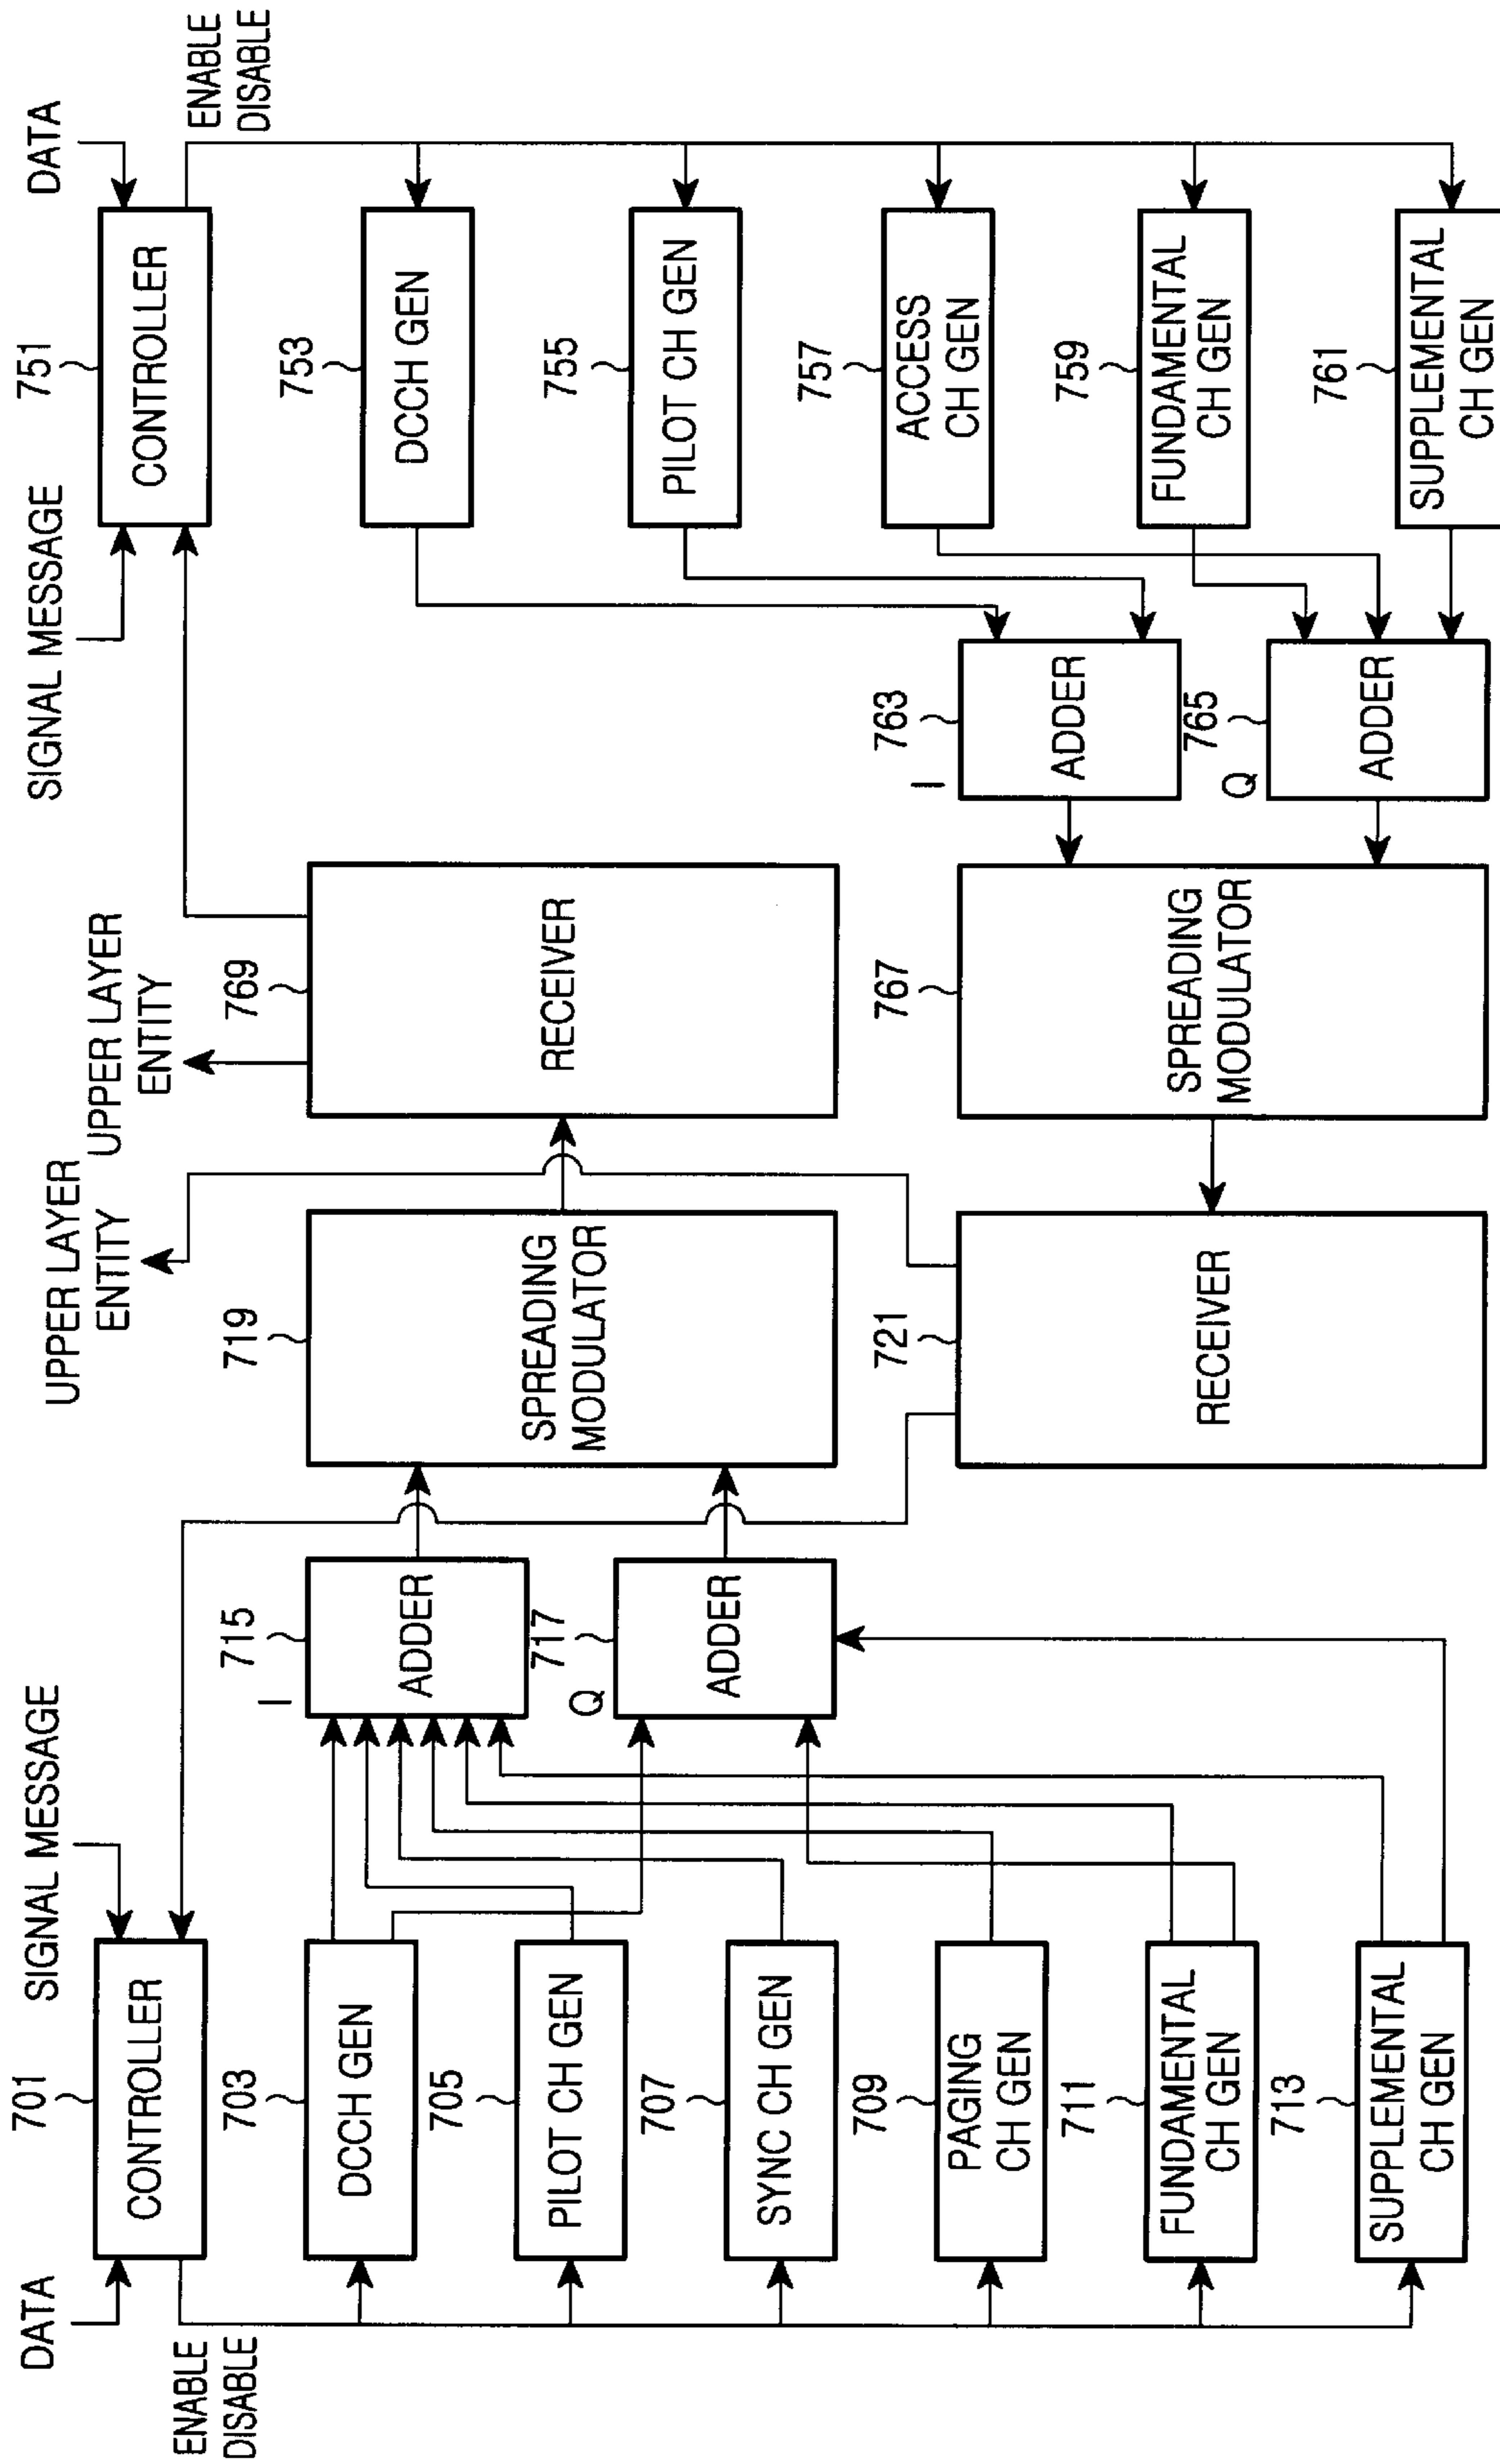 DATA
ENABLE
DISABLE
701
CONTROLLER
SIGNAL MESSAGE
703
DCCH GEN
705
PILOT CH GEN
707
SYNC CH GEN
709
PAGING
CH GEN
711
FUNDAMENTAL
CH GEN
713
SUPPLEMENTAL
CH GEN
715
I
ADDER
717
Q
ADDER
719
SPREADING
MODULATOR
721
RECEIVER
UPPER LAYER
ENTITY
UPPER LAYER
ENTITY
769
RECEIVER
767
SPREADING
MODULATOR
763
I
ADDER
765
Q
ADDER
SIGNAL MESSAGE
751
CONTROLLER
DATA
ENABLE
DISABLE
753
DCCH GEN
755
PILOT CH GEN
757
ACCESS
CH GEN
759
FUNDAMENTAL
CH GEN
761
SUPPLEMENTAL
CH GEN